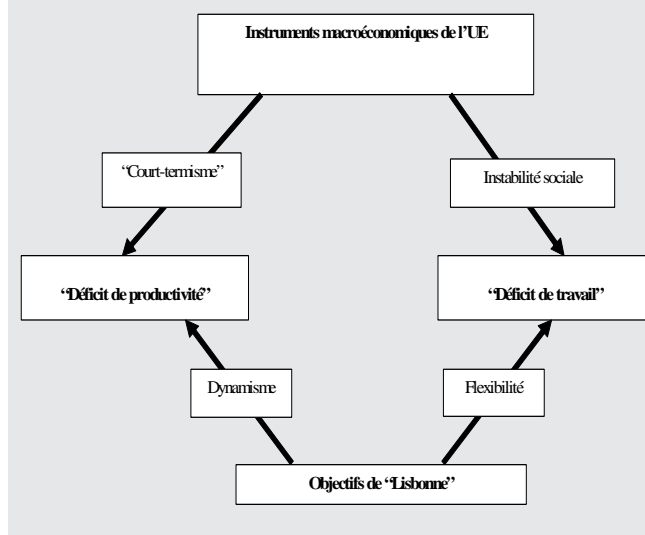 Instruments macroéconomiques de l’UE
“Court-termisme”
Instabilité sociale
“Déficit de productivité”
“Déficit de travail”
Dynamisme
Flexibilité
Objectifs de “Lisbonne”